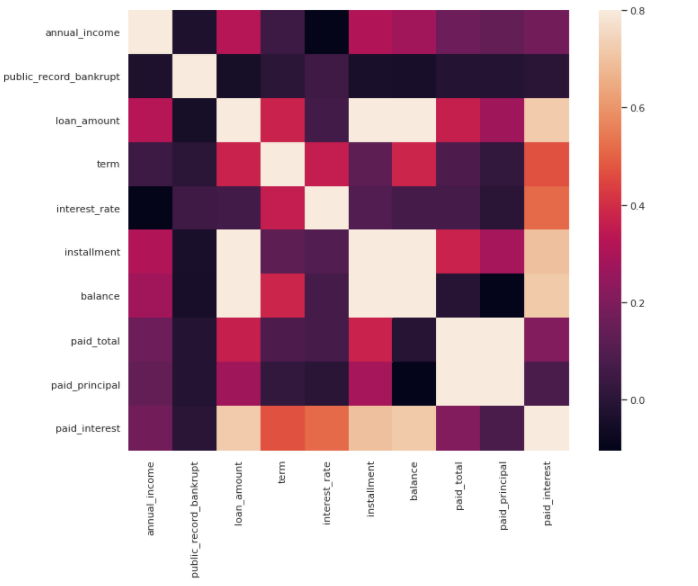 annual_income
public_record_bankrupt
loan_amount
term
interest_rate
installment
balance
paid_total
paid_principal
paid_interest
0.8
0.6
0.4
0.2
0.0
annual_income
public_record_bankrupt
loan_amount
term
interest_rate
installment
balance
paid_total
paid_principal
paid_interest